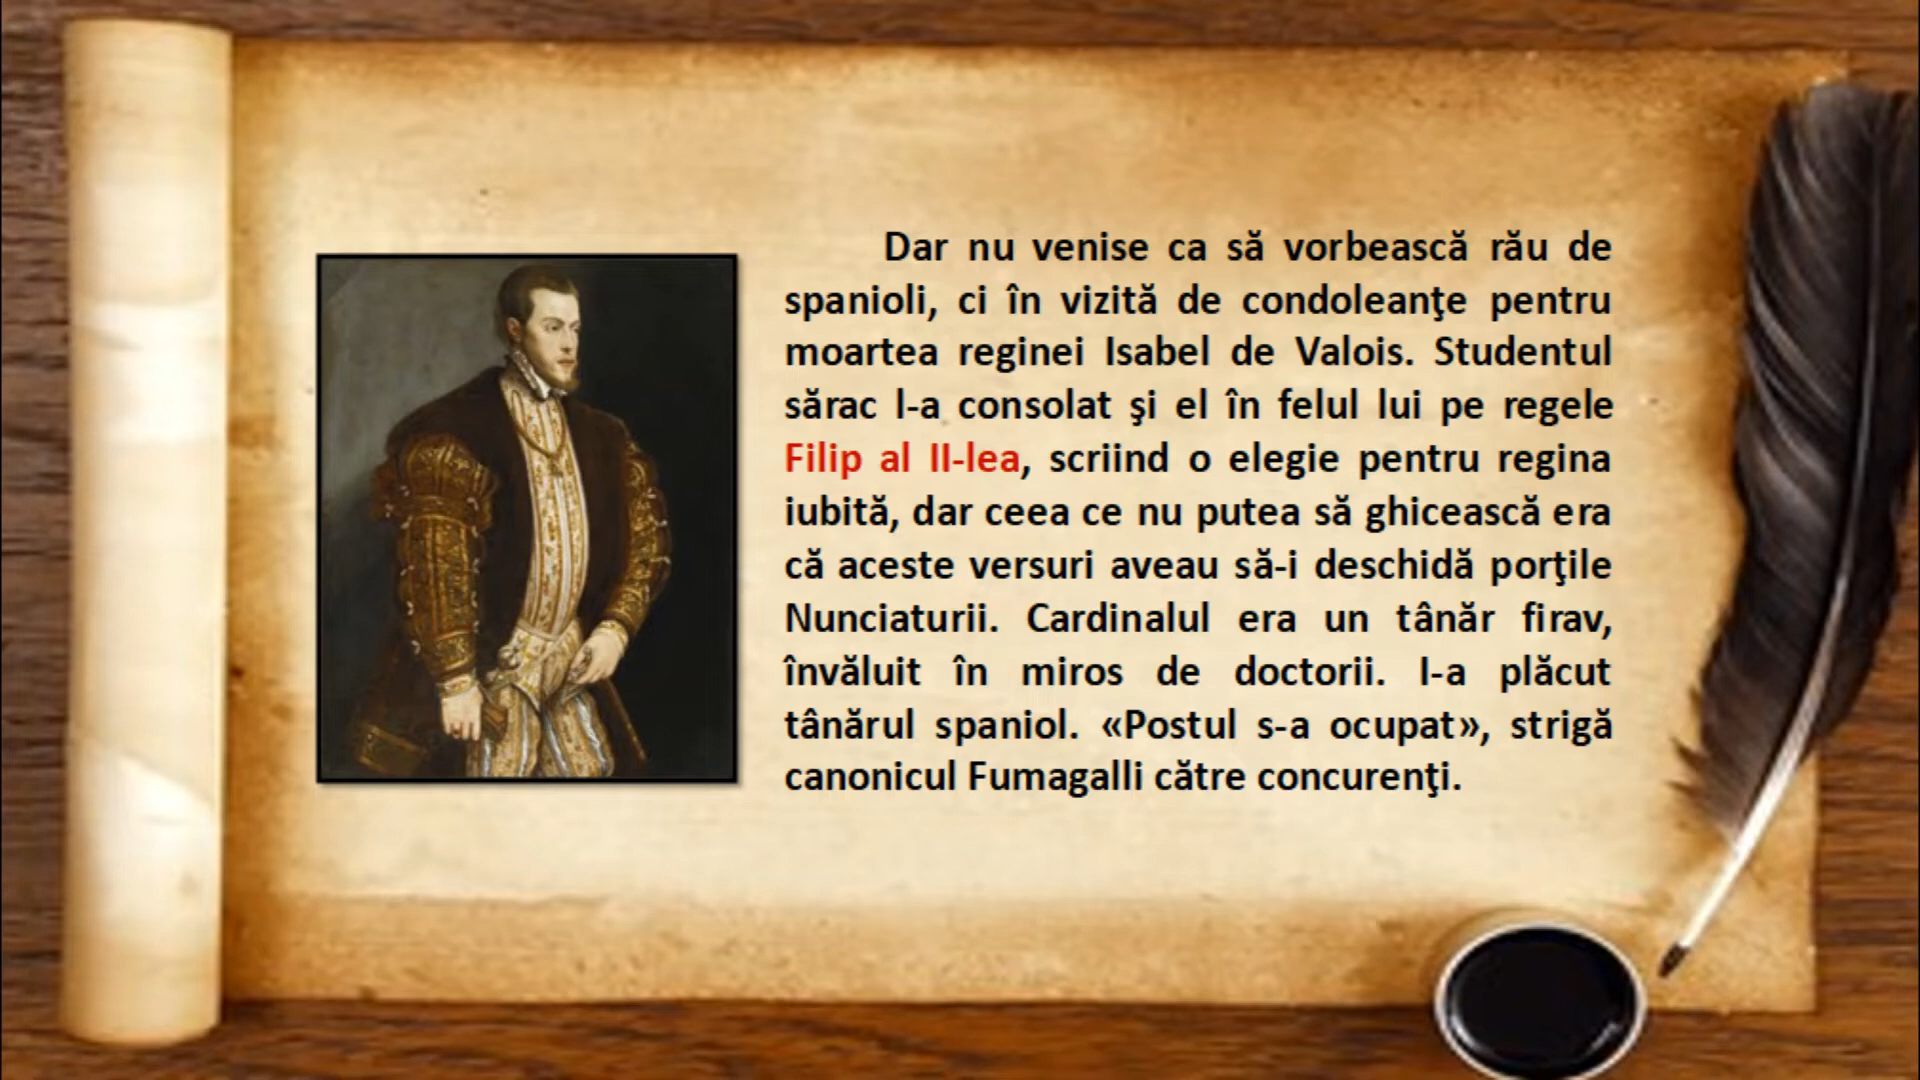 Dar nu venise ca să vorbească rău de
spanioli, ci în vizită de condoleanţe pentru
moartea reginei Isabel de Valois. Studentul
sărac l-a consolat şi el în felul lui pe regele
Filip al II-lea, scriind o elegie pentru regina
iubită, dar ceea ce nu putea să ghicească era
că aceste versuri aveau să-i deschidă porţile
Nunciaturii. Cardinalul era un tânăr firav,
învăluit în miros de doctorii. I-a plăcut
tânărul spaniol. «Postul s-a ocupat», strigă
canonicul Fumagalli către concurenţi.